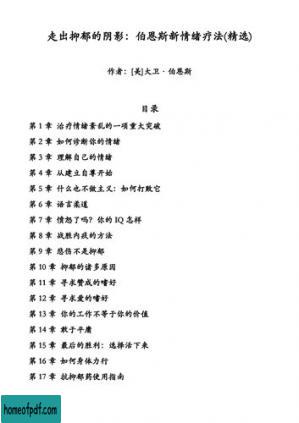 走出抑郁的阴影：伯恩斯新情绪疗法(精选)
作者：[美]大卫·伯恩斯
目录
第 1 章 治疗情绪紊乱的一项重大突破
第 2 章 如何诊断你的情绪
第 3 章 理解自己的情绪
第 4 章 从建立自尊开始
第 5 章 什么也不做主义：如何打败它
第 6 章 语言柔道
第 7 章 愤怒了吗？你的 IQ 怎样
第 8 章 战胜内疚的方法
第 9 章 悲伤不是抑郁
第 10 章 抑郁的诸多原因
第 11 章 寻求赞成的嗜好
第 12 章 寻求爱的嗜好
第 13 章 你的工作不等于你的价值
第 14 章 敢于平庸
第 15 章 最后的胜利：选择活下来
第 16 章 如何身体力行
第 17 章 抗抑郁药使用指南
homeofpdf.com